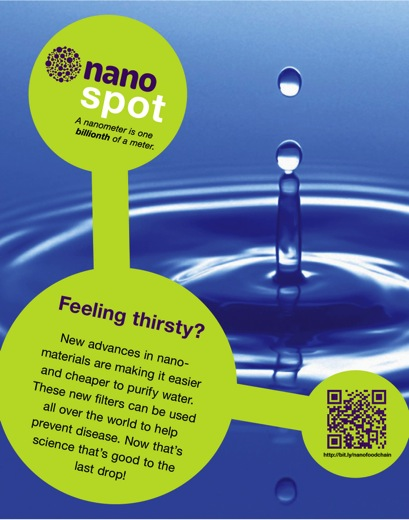 nano
spot
A nanometer is one
billionth of a meter.
Feeling thirsty?
New advances in nano-
materials are making it easier
and cheaper to purify water.
These new filters can be used
all over the world to help
prevent disease. Now that's
science that's good to the
last drop!
http://bit.ly/nanofoodchain